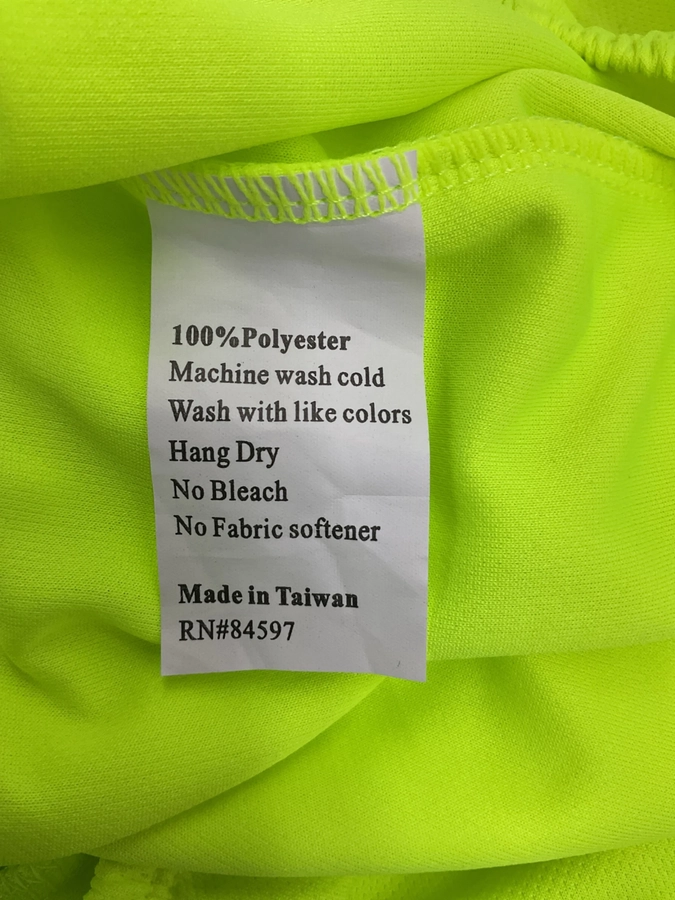 100%Polyester
Machine wash cold
Wash with like colors
Hang Dry
No Bleach
No Fabric softener
Made in Taiwan
RN#84597